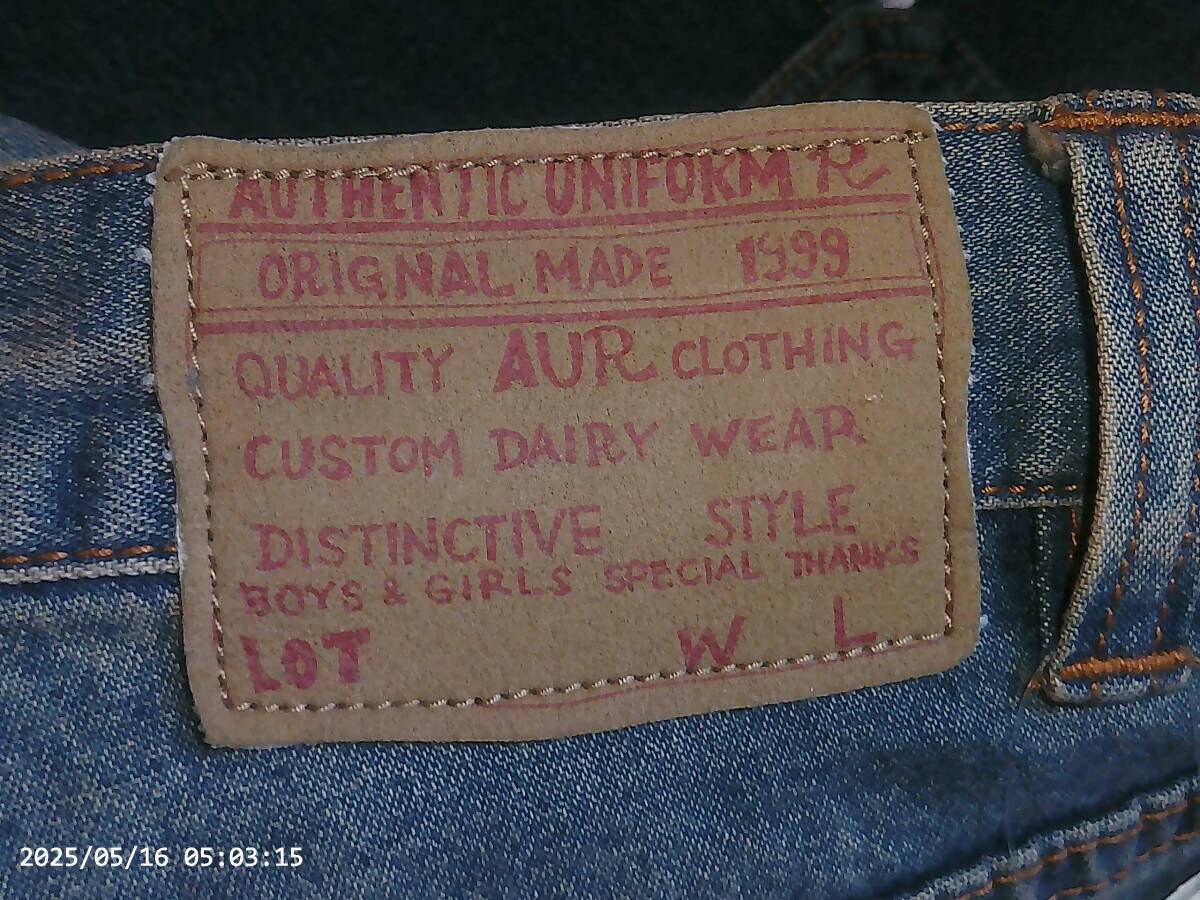 AUTHENTIC UNIFORM R
ORIGNAL MADE 1999
QUALITY AUR CLOTHING
CUSTOM DAIRY WEAR
DISTINCTIVE STYLE
BOYS & GIRLS SPECIAL THANKS
LOT W L
2025/05/16 05:03:15